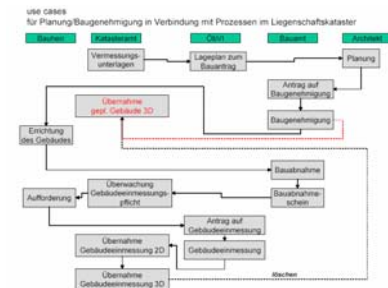 use cases
für Planung/Baugenehmigung in Verbindung mit Prozessen im Liegenschaftskataster
Bauherr Katasteramt ÖbVI Bauamt Architekt
Vermessungs-
unterlagen
Lageplan zum
Bauantrag
Planung
Antrag auf
Baugenehmigung
Übernahme
gepl. Gebäude 3D
Baugenehmigung
Errichtung
des Gebäudes
Bauabnahme
Überwachung
Gebäudeeinmessungs-
pflicht
Bauabnahme-
schein
Aufforderung
Antrag auf
Gebäudeeinmessung
Übernahme
Gebäudeeinmessung 2D
Gebäudeeinmessung
löschen
Übernahme
Gebäudeeinmessung 3D